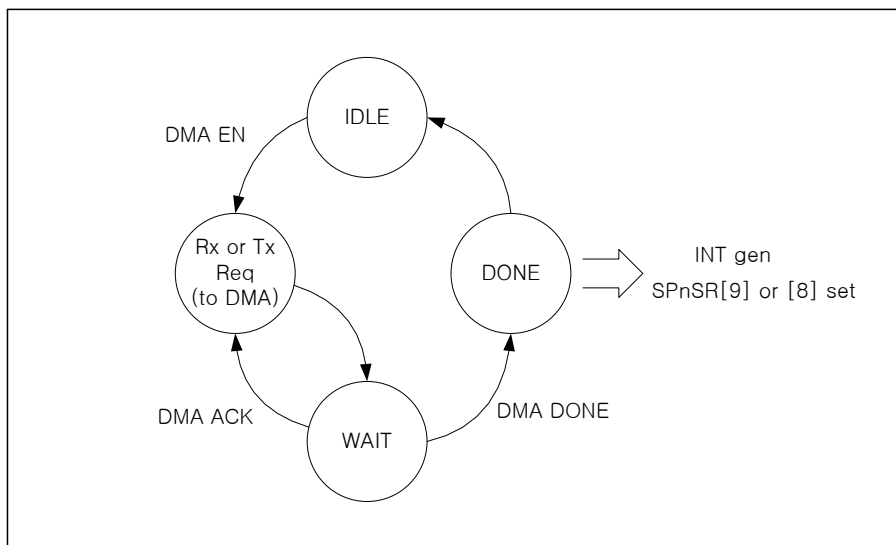 IDLE
DMA EN
Rx or Tx
Req
(to DMA)
DONE
INT gen
SPnSR[9] or [8] set
DMA ACK
DMA DONE
WAIT